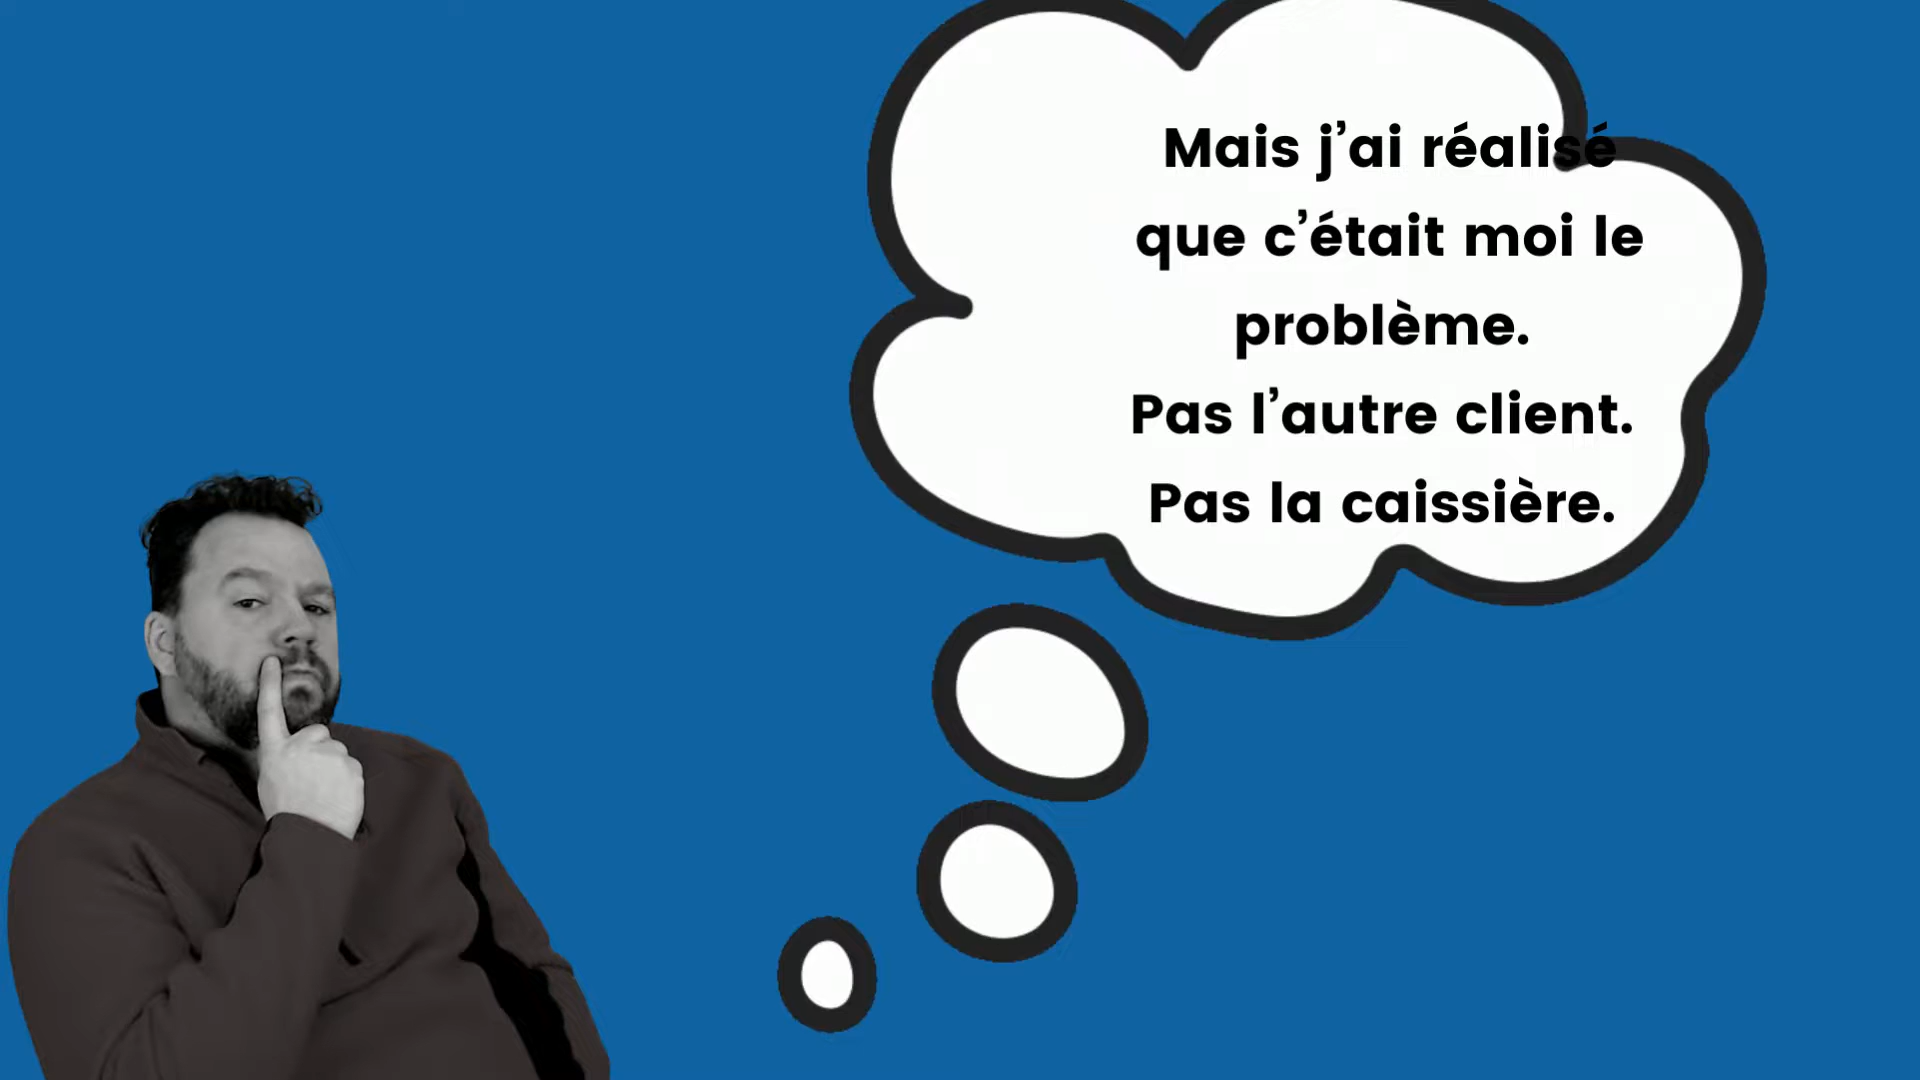 Mais j’ai réalisé
que c’était moi le
problème.
Pas l’autre client.
Pas la caissière.